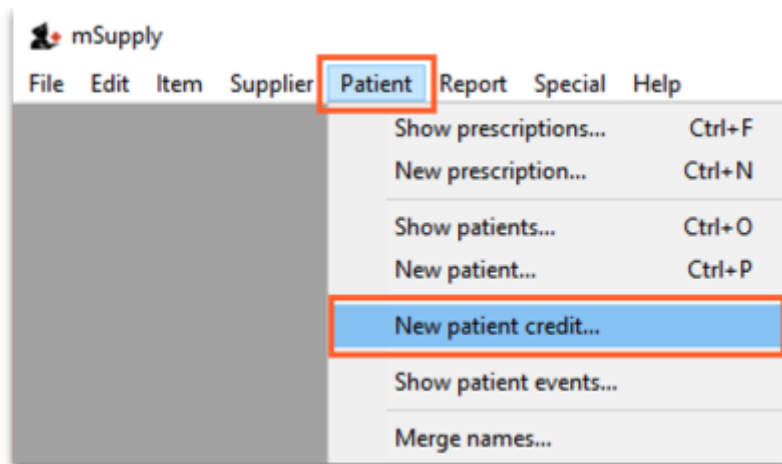 mSupply
File Edit Item Supplier Patient Report Special Help
Show prescriptions... Ctrl+F
New prescription... Ctrl+N
Show patients... Ctrl+O
New patient... Ctrl+P
New patient credit...
Show patient events...
Merge names...